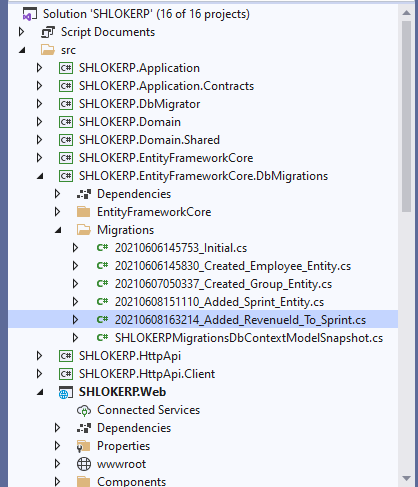 Solution 'SHLOKERP' (16 of 16 projects)
Script Documents
src
C# SHLOKERP.Application
C# SHLOKERP.Application.Contracts
C# SHLOKERP.DbMigrator
C# SHLOKERP.Domain
C# SHLOKERP.Domain.Shared
C# SHLOKERP.EntityFrameworkCore
C# SHLOKERP.EntityFrameworkCore.DbMigrations
Dependencies
EntityFrameworkCore
Migrations
C# 20210606145753_Initial.cs
C# 20210606145830_Created_Employee_Entity.cs
C# 20210607050337_Created_Group_Entity.cs
C# 20210608151110_Added_Sprint_Entity.cs
C# 20210608163214_Added_RevenueId_To_Sprint.cs
C# SHLOKERPMigrationsDbContextModelSnapshot.cs
C# SHLOKERP.HttpApi
C# SHLOKERP.HttpApi.Client
C# SHLOKERP.Web
Connected Services
Dependencies
Properties
wwwroot
Components